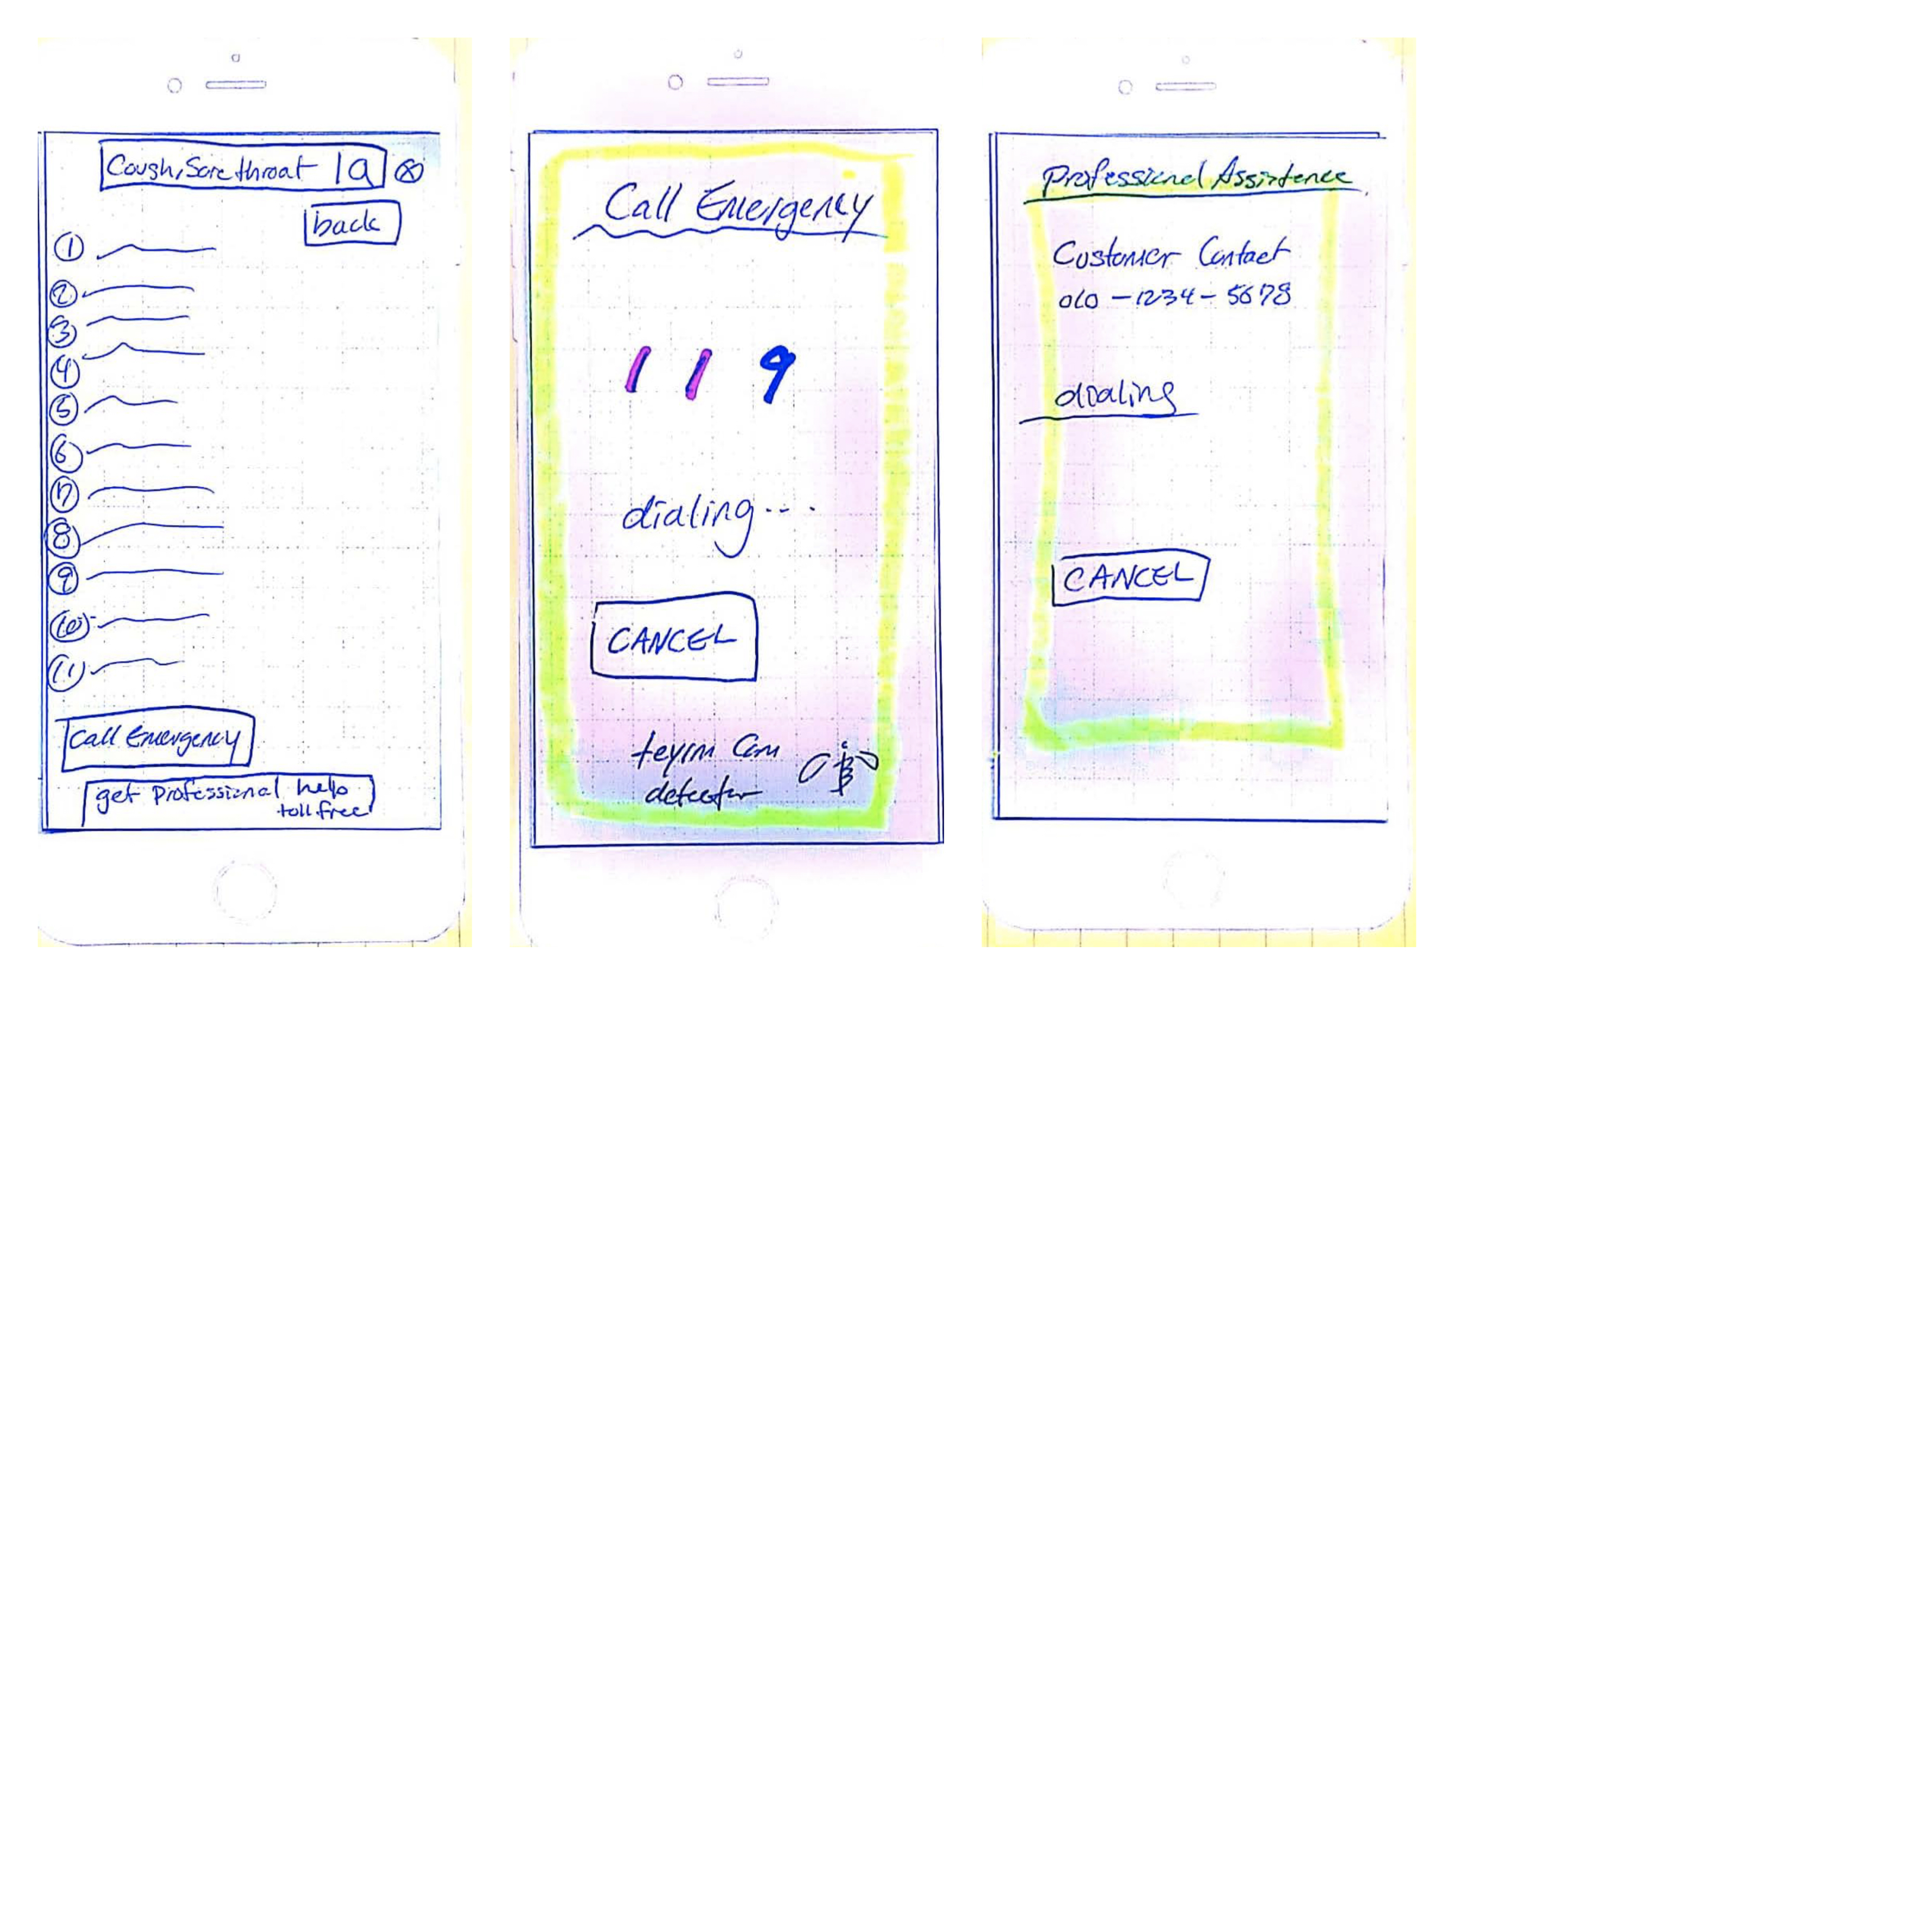 Cough, Sore throat
back
1
2
3
4
5
6
7
8
9
10
11
Call Emergency
get Professional help
toll.free
Call Emergency
1 1 9
dialing...
CANCEL
detector
Professional Assistence
Customer Contact
010-1234-5678
dialing
CANCEL